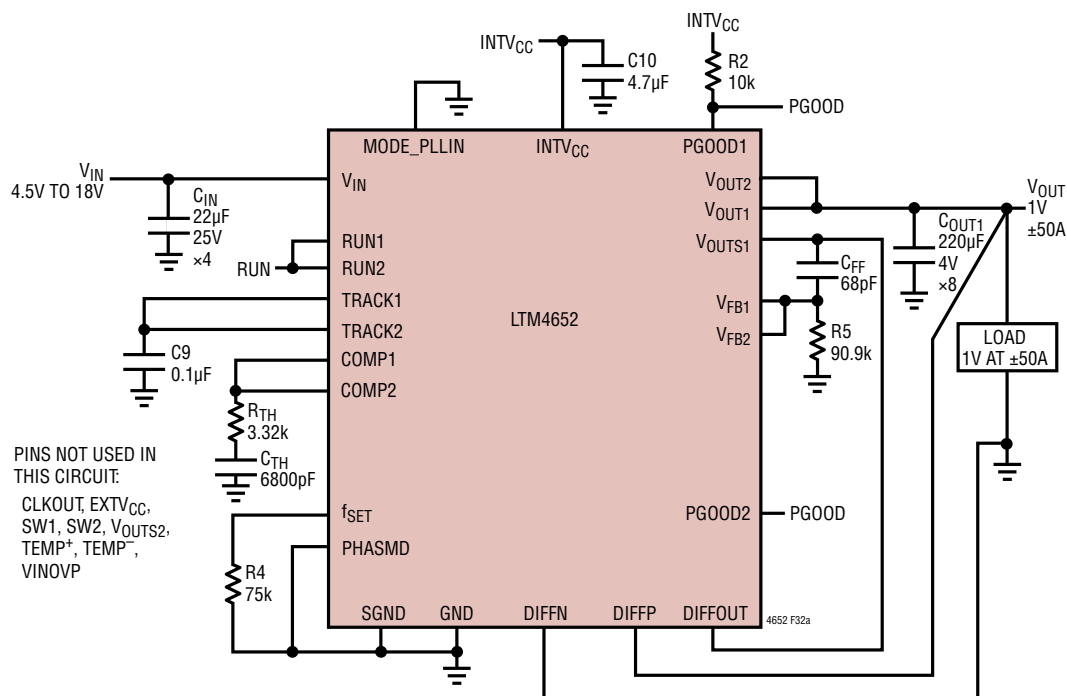 INTVCC
INTVCC
C10
4.7µF
R2
10k
PGOOD
MODE_PLLIN
INTVCC
PGOOD1
VIN
4.5V TO 18V
CIN
22µF
25V
×4
VIN
VOUT2
VOUT1
VOUTS1
VOUT
1V
±50A
COUT1
220µF
4V
×8
RUN
RUN1
RUN2
CFF
68pF
TRACK1
TRACK2
C9
0.1µF
LTM4652
VFB1
VFB2
R5
90.9k
LOAD
1V AT ±50A
COMP1
COMP2
RTH
3.32k
CTH
6800pF
PINS NOT USED IN
THIS CIRCUIT:
CLKOUT, EXTVCC,
SW1, SW2, VOUTS2,
TEMP+, TEMP–,
VINOVP
fSET
PHASMD
PGOOD2
PGOOD
R4
75k
SGND
GND
DIFFN
DIFFP
DIFFOUT
4652 F32a